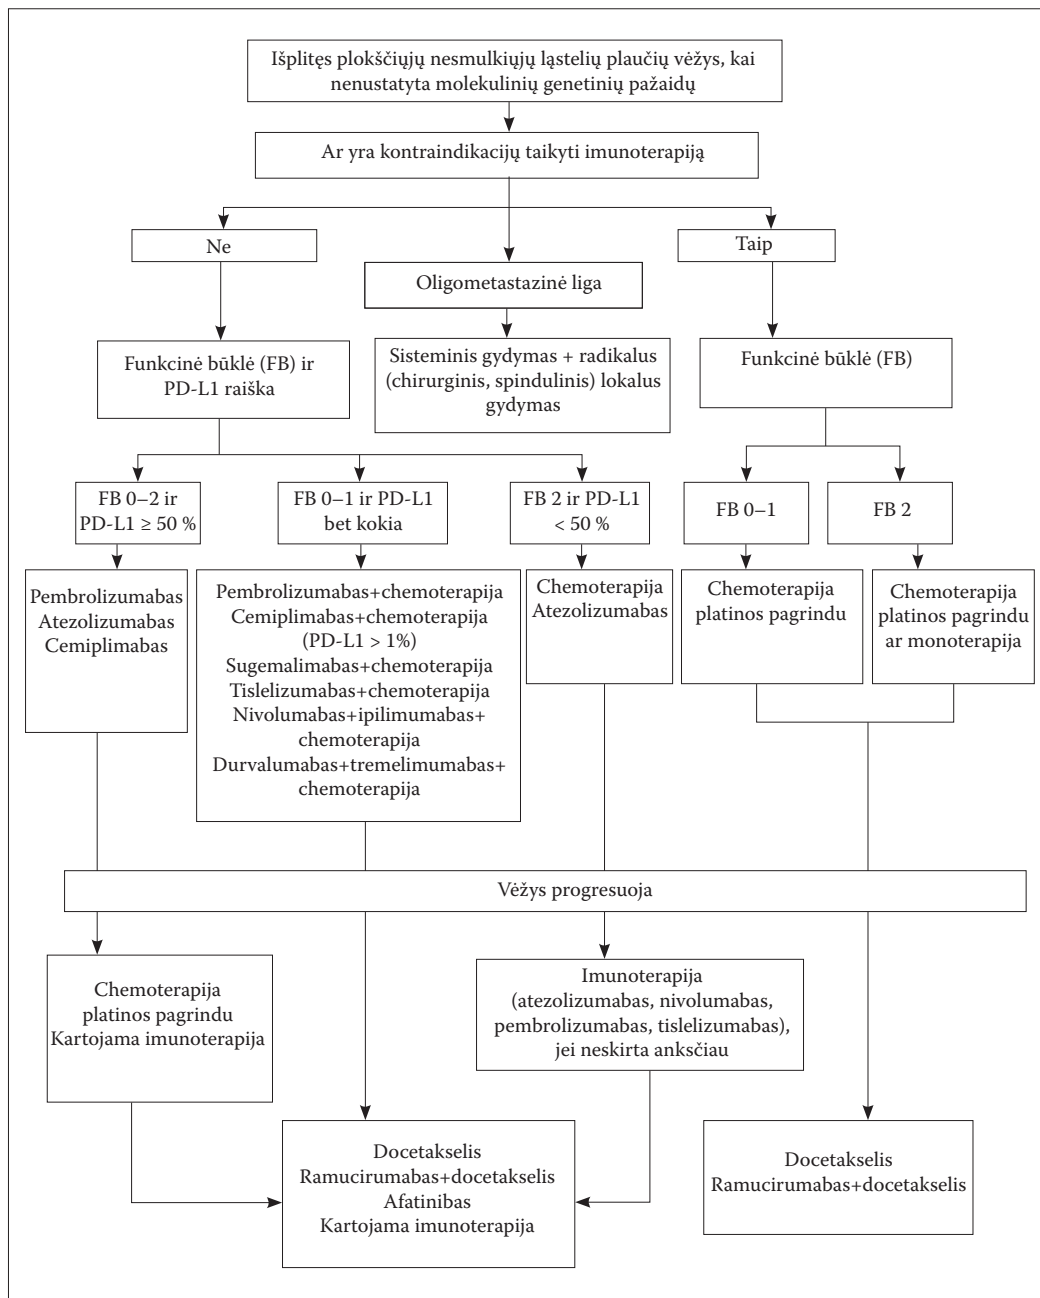 Išplitęs plokščiųjų nesmulkiųjų ląstelių plaučių vėžys, kai
nenustatyta molekulinių genetinių pažaidų
Ar yra kontraindikacijų taikyti imunoterapiją
Ne
Oligometastazinė liga
Taip
Funkcinė būklė (FB) ir
PD-L1 raiška
Sisteminis gydymas + radikalus
(chirurginis, spindulinis) lokalus
gydymas
Funkcinė būklė (FB)
FB 0–2 ir
PD-L1 ≥ 50 %
FB 0–1 ir PD-L1
bet kokia
FB 2 ir PD-L1
< 50 %
FB 0–1
FB 2
Pembrolizumabas
Atezolizumabas
Cemiplimabas
Pembrolizumabas+chemoterapija
Cemiplimabas+chemoterapija
(PD-L1 > 1%)
Sugemalimabas+chemoterapija
Tislelizumabas+chemoterapija
Nivolumabas+ipilimumabas+
chemoterapija
Durvalumabas+tremelimumabas+
chemoterapija
Chemoterapija
Atezolizumabas
Chemoterapija
platinos pagrindu
Chemoterapija
platinos pagrindu
ar monoterapija
Vėžys progresuoja
Chemoterapija
platinos pagrindu
Kartojama imunoterapija
Imunoterapija
(atezolizumabas, nivolumabas,
pembrolizumabas, tislelizumabas),
jei neskirta anksčiau
Docetakselis
Ramucirumabas+docetakselis
Afatinibas
Kartojama imunoterapija
Docetakselis
Ramucirumabas+docetakselis